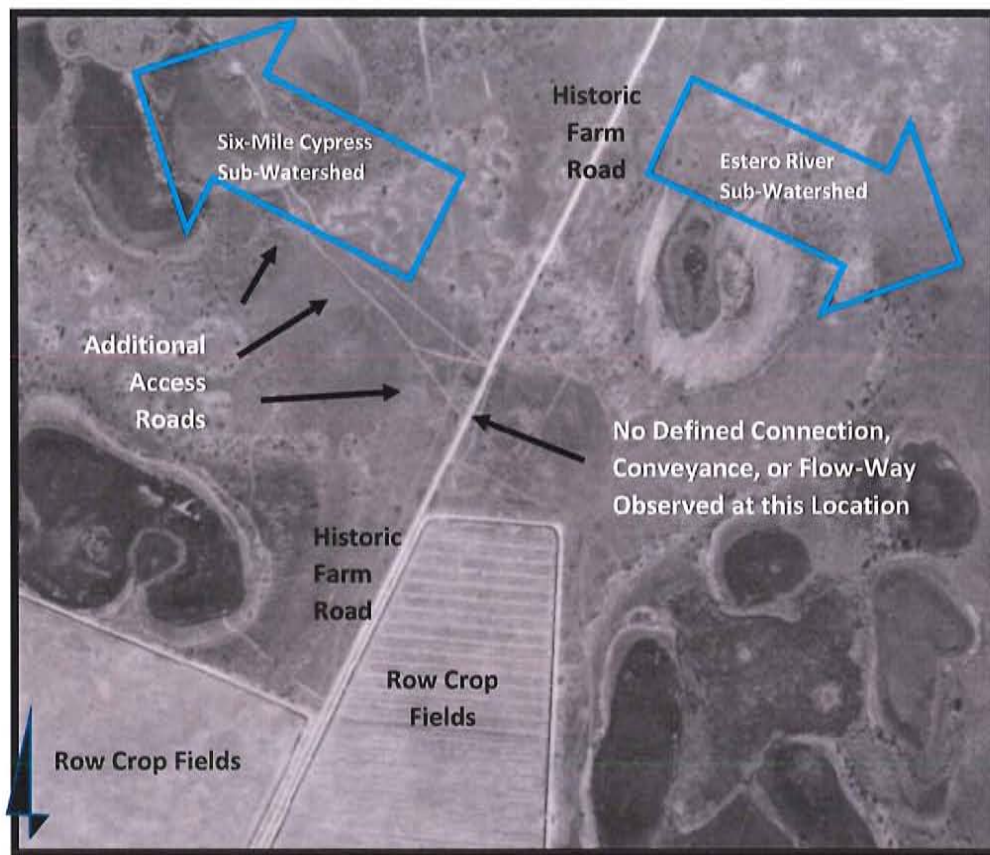 Historic
Farm
Road
Six-Mile Cypress
Sub-Watershed
Estero River
Sub-Watershed
Additional
Access
Roads
No Defined Connection,
Conveyance, or Flow-Way
Observed at this Location
Historic
Farm
Road
Row Crop
Fields
Row Crop Fields